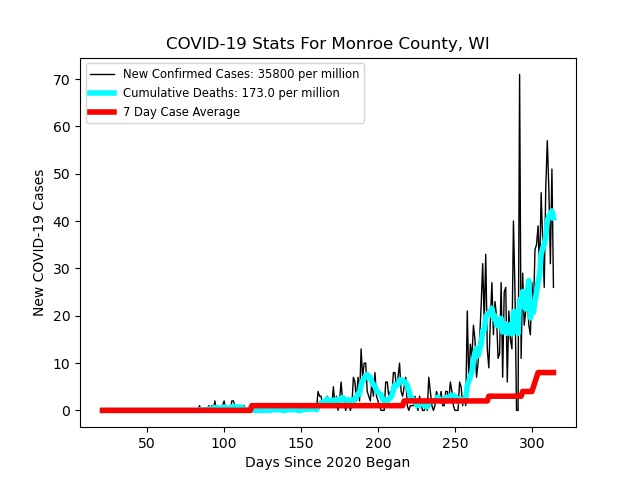 COVID-19 Stats For Monroe County, WI
New Confirmed Cases: 35800 per million
Cumulative Deaths: 173.0 per million
7 Day Case Average
70
60
50
40
30
20
10
0
New COVID-19 Cases
50 100 150 200 250 300
Days Since 2020 Began